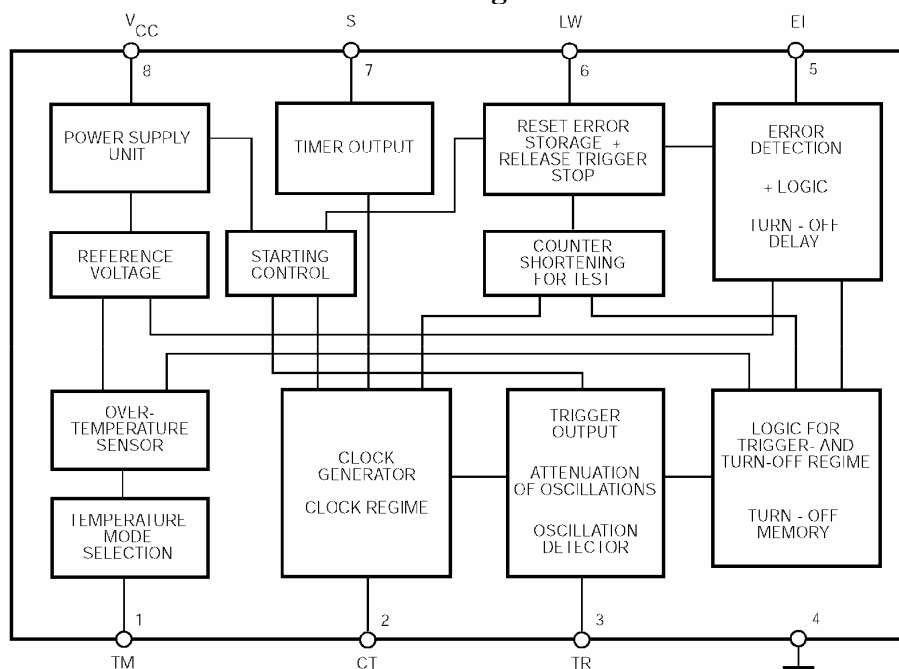 V CC
S
LW
EI
8
7
6
5
POWER SUPPLY
UNIT
TIMER OUTPUT
RESET ERROR
STORAGE +
RELEASE TRIGGER
STOP
ERROR
DETECTION
+ LOGIC
TURN - OFF
DELAY
REFERENCE
VOLTAGE
STARTING
CONTROL
COUNTER
SHORTENING
FOR TEST
OVER-
TEMPERATURE
SENSOR
CLOCK
GENERATOR
CLOCK REGIME
TRIGGER
OUTPUT
ATTENUATION
OF OSCILLATIONS
OSCILLATION
DETECTOR
LOGIC FOR
TRIGGER- AND
TURN-OFF REGIME
TURN - OFF
MEMORY
TEMPERATURE
MODE
SELECTION
1
2
3
4
TM
CT
TR